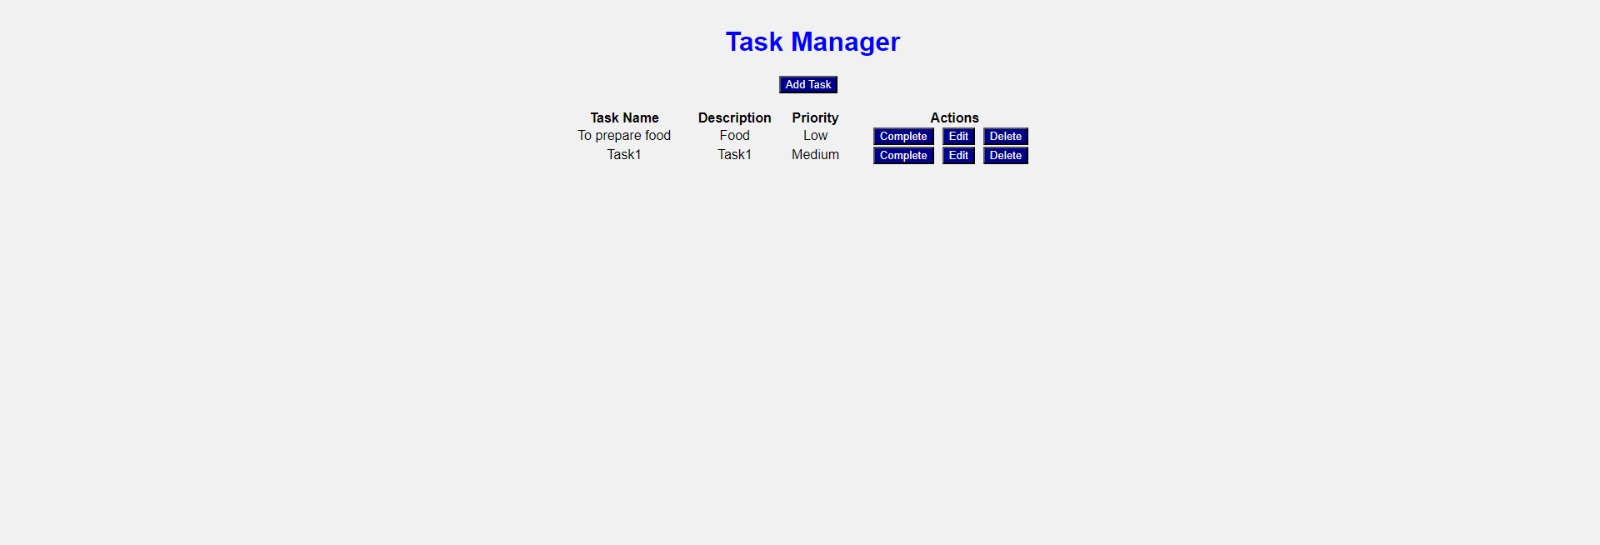 Task Manager
Add Task
Task Name Description Priority Actions
To prepare food Food Low Complete Edit Delete
Task1 Task1 Medium Complete Edit Delete